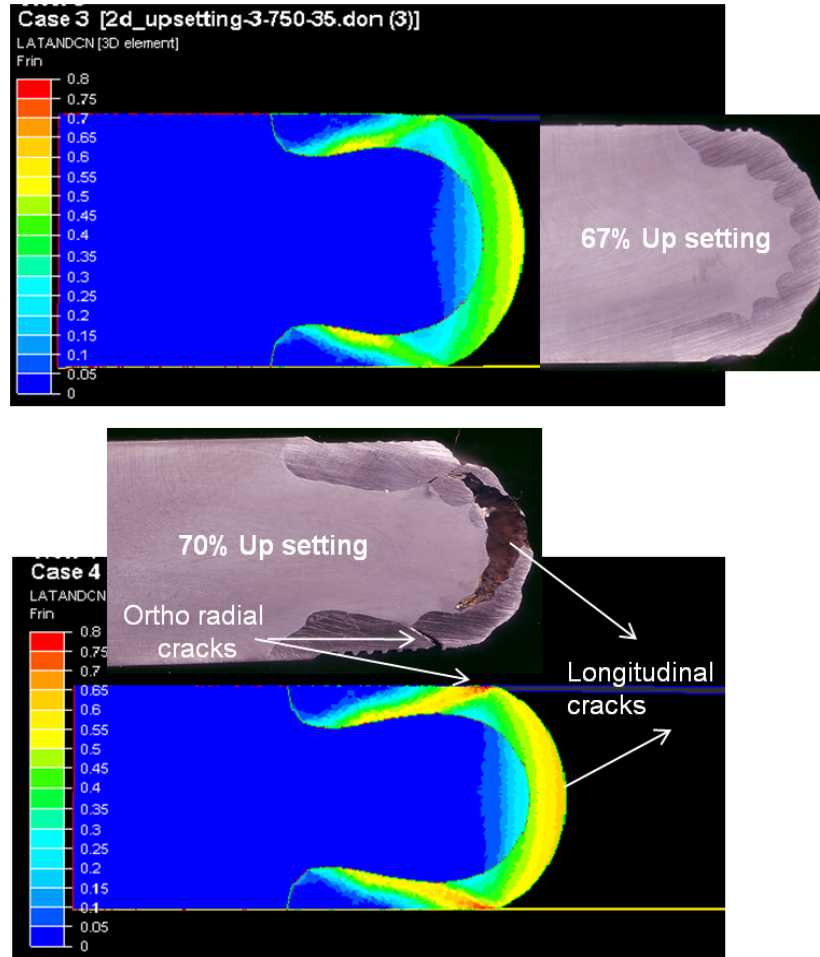 Case 3 [2d_upsetting-3-750-35.don (3)]
LATANDCN [3D element]
Frin
0.8
0.75
0.7
0.65
0.6
0.55
0.5
0.45
0.4
0.35
0.3
0.25
0.2
0.15
0.1
0.05
0
67% Up setting
70% Up setting
Case 4
LATANDCN
Frin
Ortho radial
cracks
Longitudinal
cracks
0.8
0.75
0.7
0.65
0.6
0.55
0.5
0.45
0.4
0.35
0.3
0.25
0.2
0.15
0.1
0.05
0